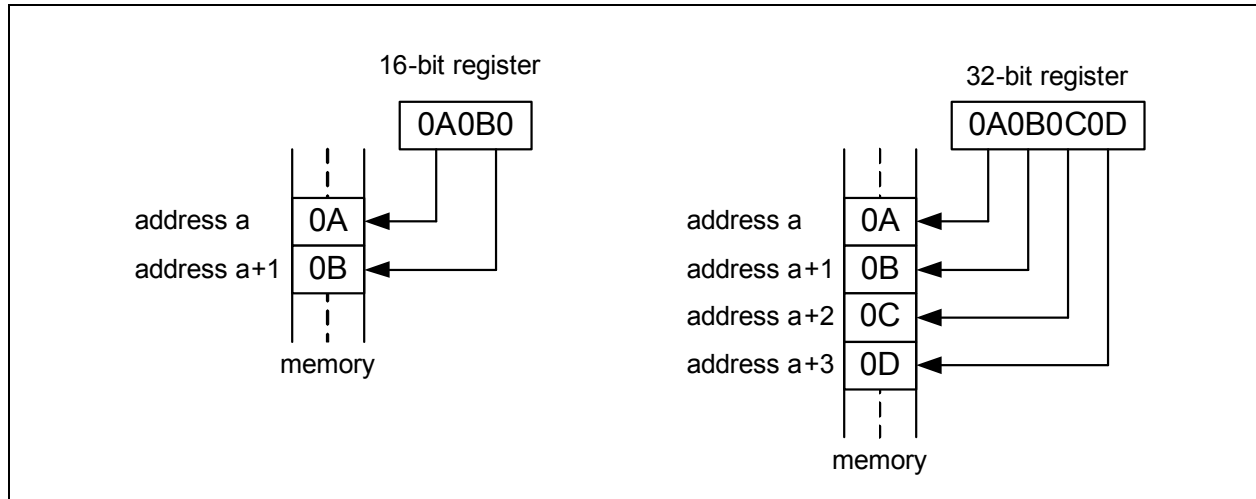 16-bit register
0A0B0
address a
0A
address a+1
0B
memory
32-bit register
0A0B0C0D
address a
0A
address a+1
0B
address a+2
0C
address a+3
0D
memory